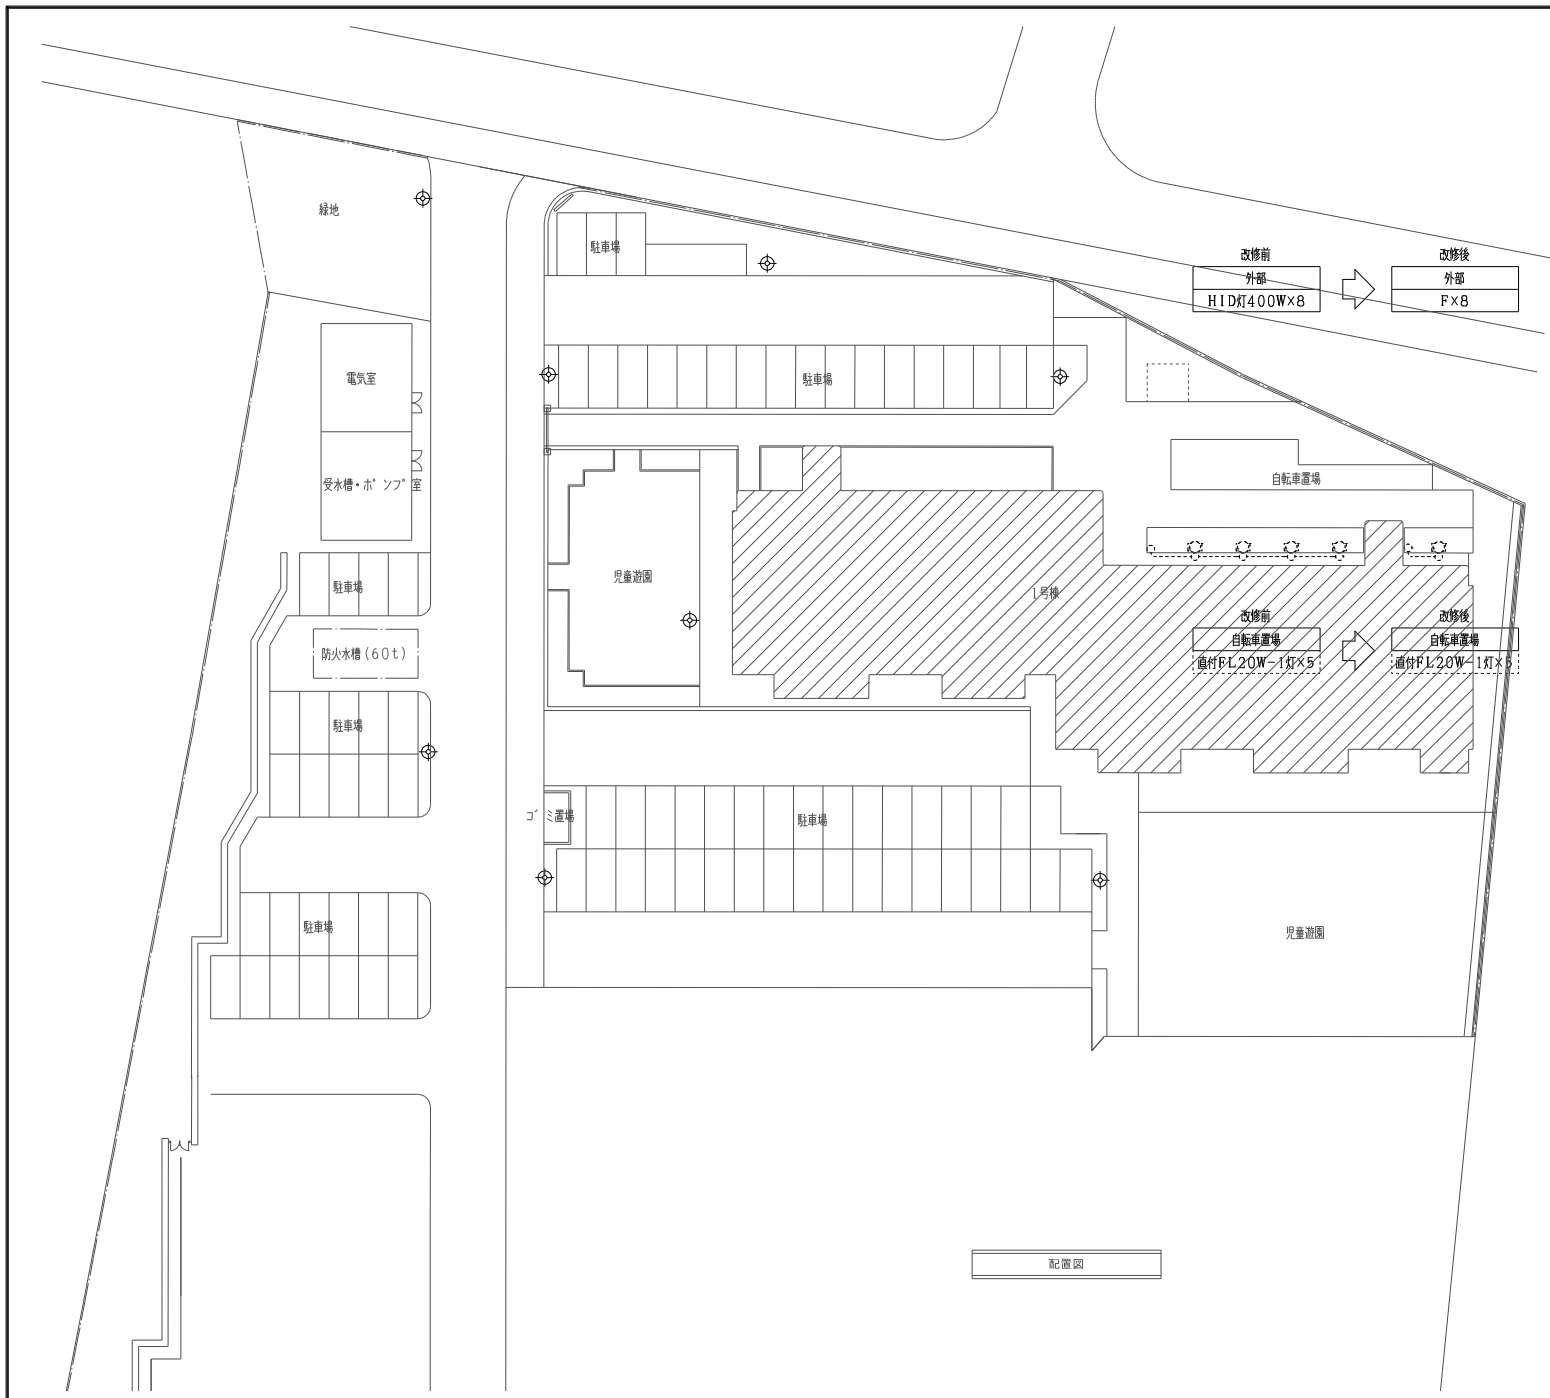 緑地
駐車場
改修前
改修後
外部
外部
HID灯400W×8
F×8
電気室
駐車場
受水槽・ポンプ室
自転車置場
児童遊園
駐車場
1号棟
改修前
改修後
自転車置場
自転車置場
防火水槽(60t)
直付FL20W-1灯×5
直付FL20W-1灯×5
駐車場
ゴミ置場
駐車場
駐車場
児童遊園
配置図